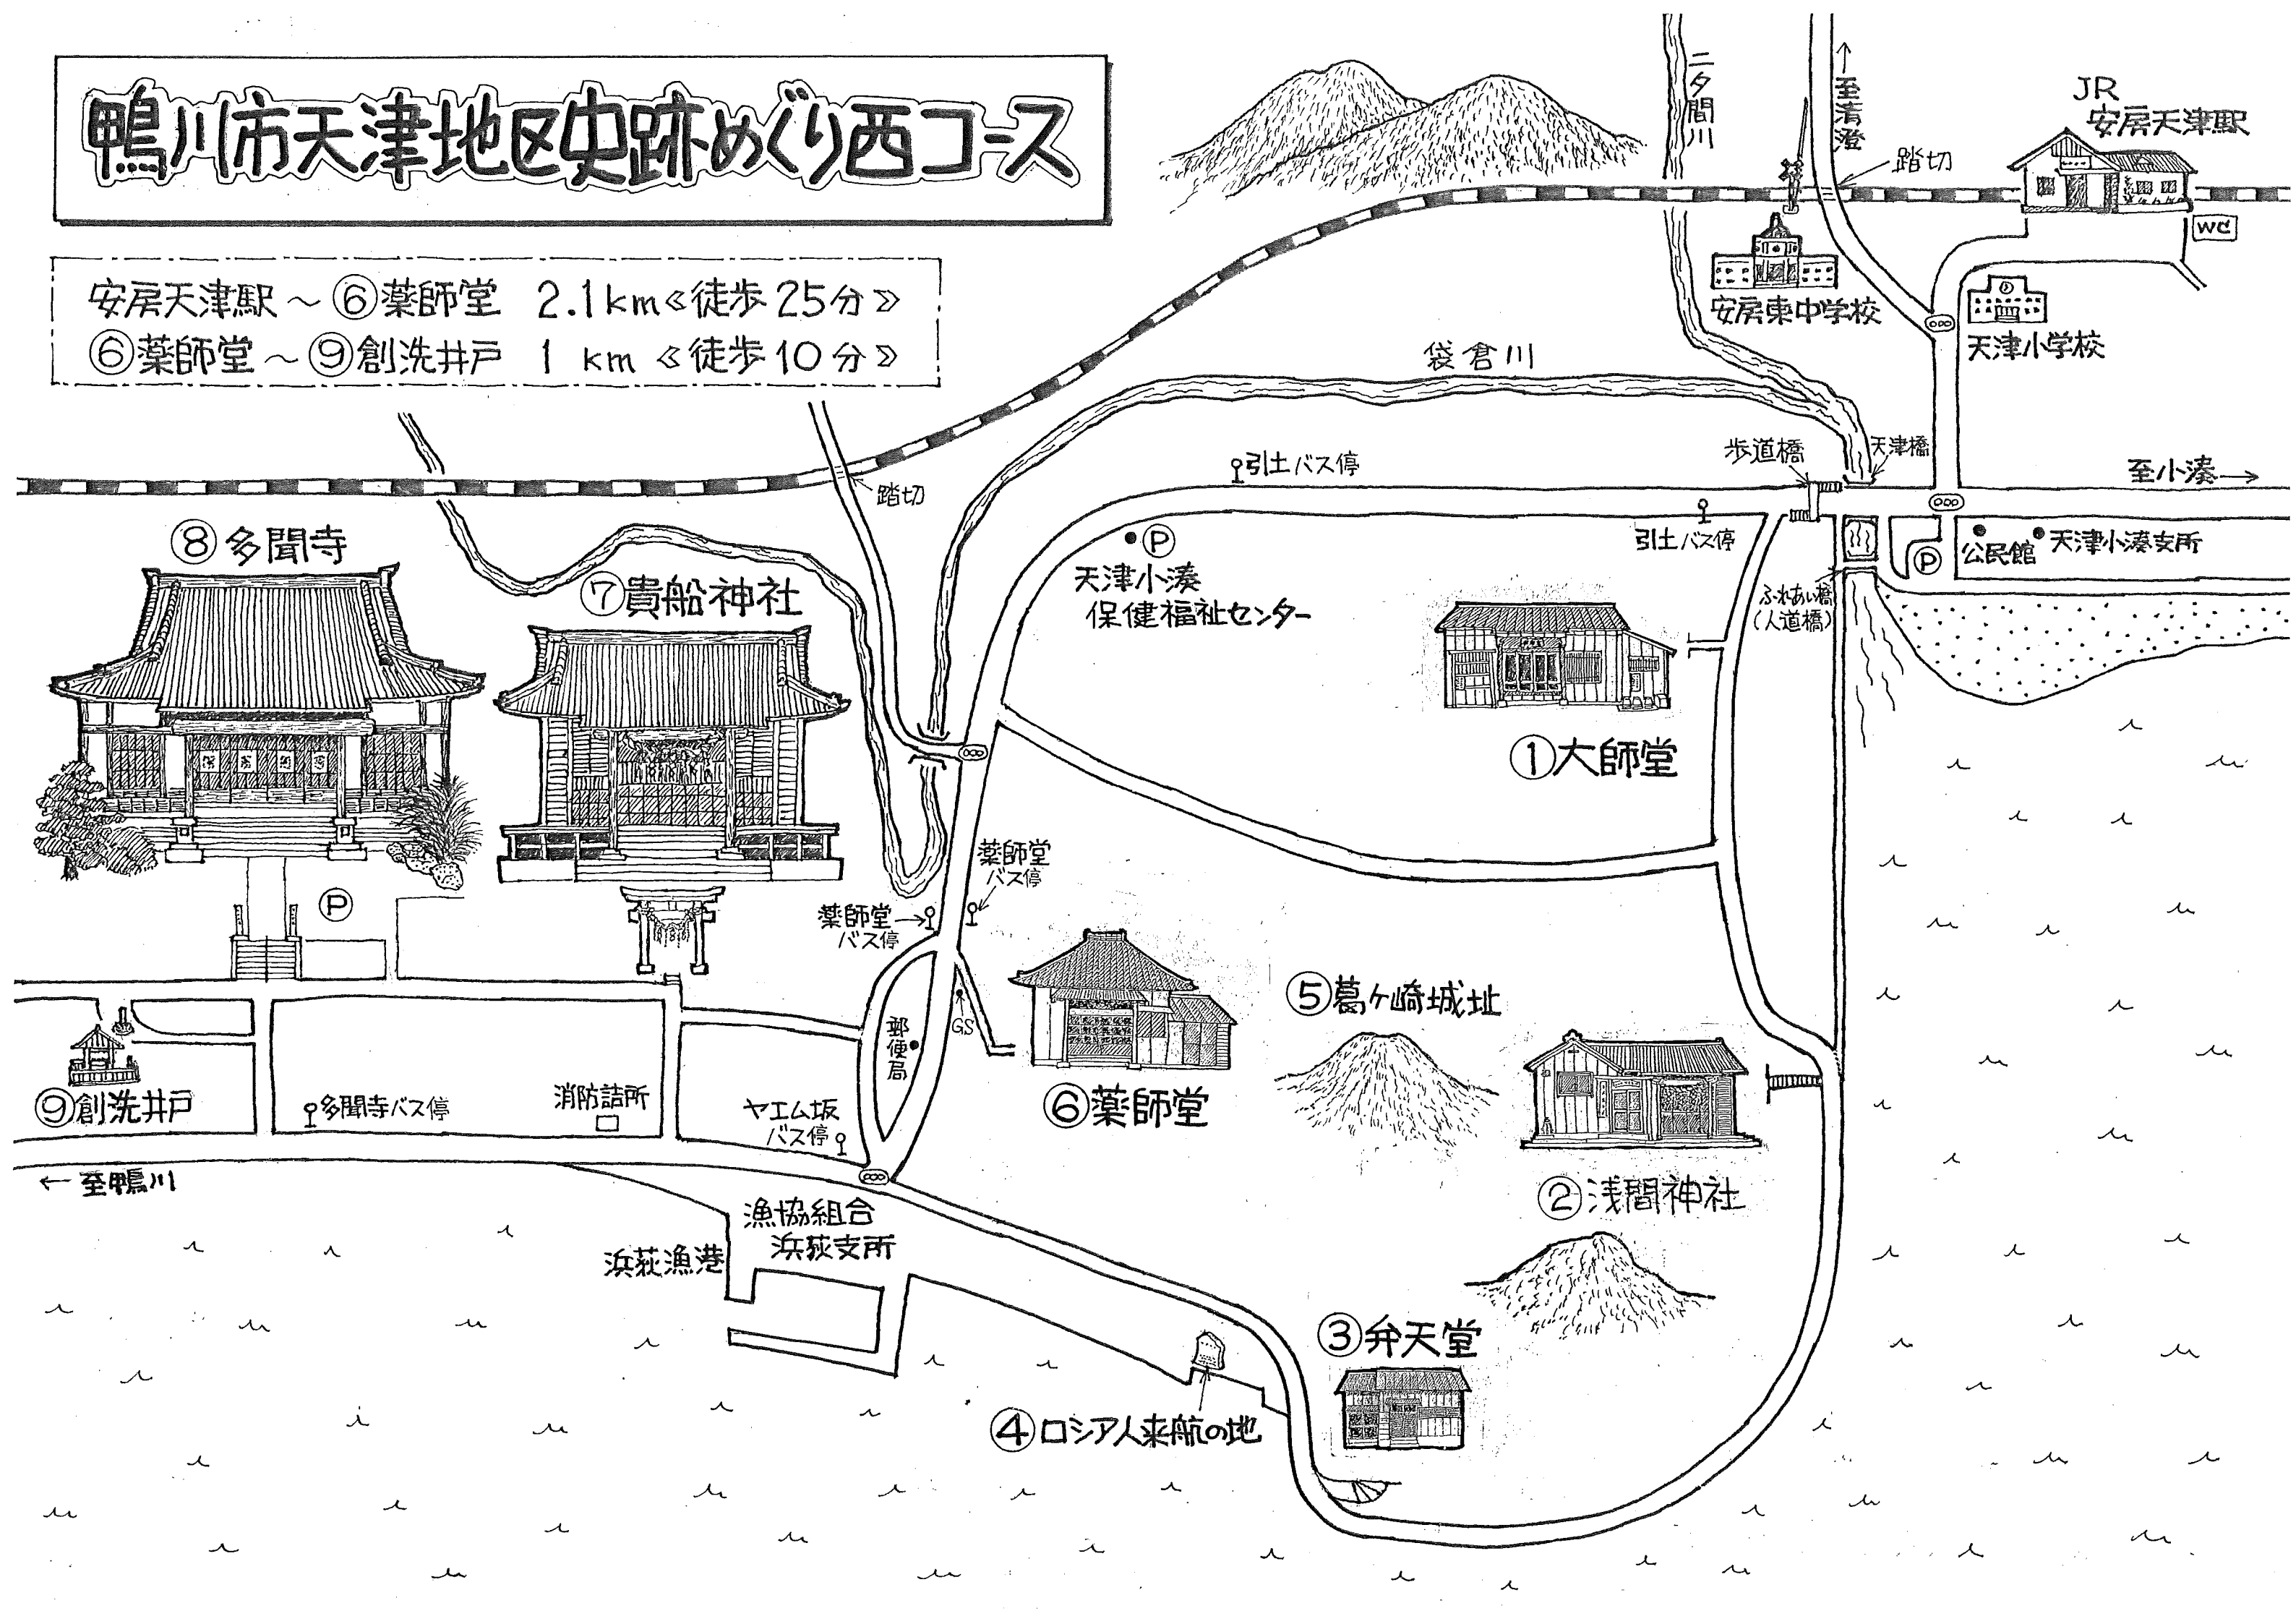 鴨川市天津地区史跡めぐり西コース
安房天津駅～⑥薬師堂 2.1km≪徒歩25分≫
⑥薬師堂～⑨創洗井戸 1km≪徒歩10分≫
二タ間川
↑至清澄
JR
安房天津駅
踏切
WC
安房東中学校
天津小学校
袋倉川
歩道橋
天津橋
至小湊→
引土バス停
引土バス停
踏切
P
天津小湊
保健福祉センター
P
公民館
天津小湊支所
ふれあい橋
(人道橋)
⑧多聞寺
⑦貴船神社
①大師堂
P
薬師堂
バス停
薬師堂
バス停
GS
郵便局
⑥薬師堂
⑤葛ヶ崎城址
②浅間神社
⑨創洗井戸
多聞寺バス停
消防詰所
ヤエム坂
バス停
←至鴨川
漁協組合
浜荻支所
浜荻漁港
③弁天堂
④ロシア人来航の地